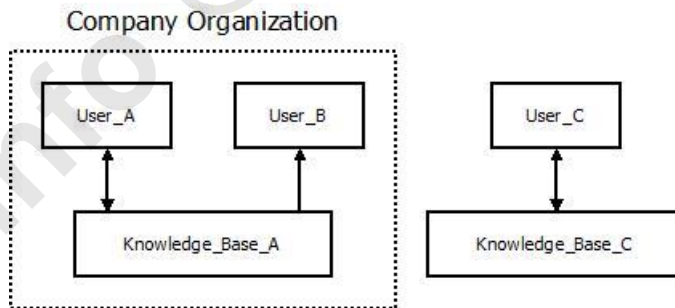 Company Organization
User_A
User_B
User_C
Knowledge_Base_A
Knowledge_Base_C